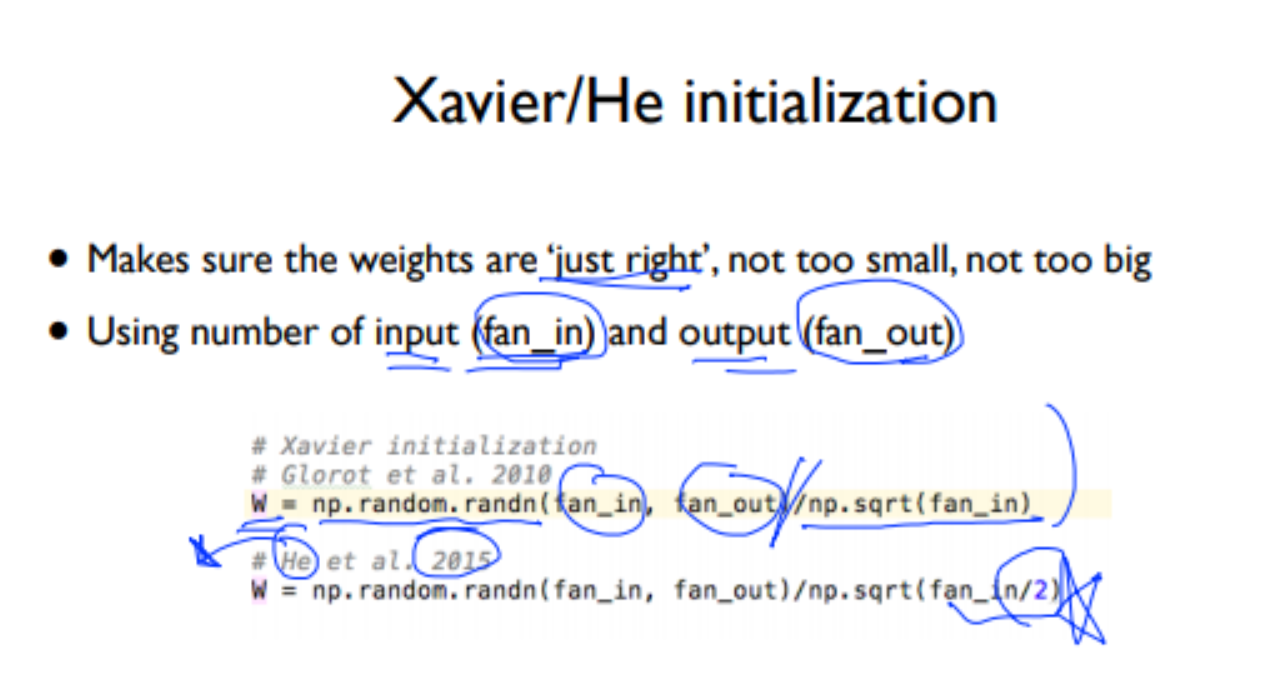 Xavier/He initialization
• Makes sure the weights are 'just right', not too small, not too big
• Using number of input (fan_in) and output (fan_out)
# Xavier initialization
# Glorot et al. 2010
W = np.random.randn(fan_in, fan_out)/np.sqrt(fan_in)
# He et al. 2015
W = np.random.randn(fan_in, fan_out)/np.sqrt(fan_in/2)